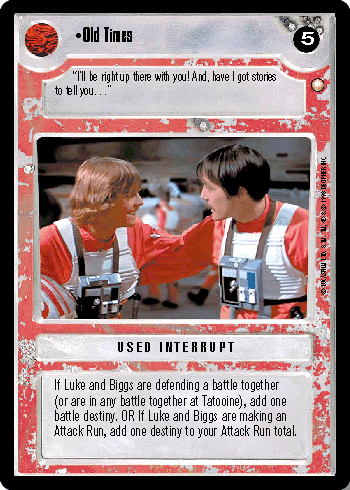 •Old Times
5
"I'll be right up there with you! And, have I got stories
to tell you. . ."
USED INTERRUPT
If Luke and Biggs are defending a battle together
(or are in any battle together at Tatooine), add one
battle destiny. OR If Luke and Biggs are making an
Attack Run, add one destiny to your Attack Run total.